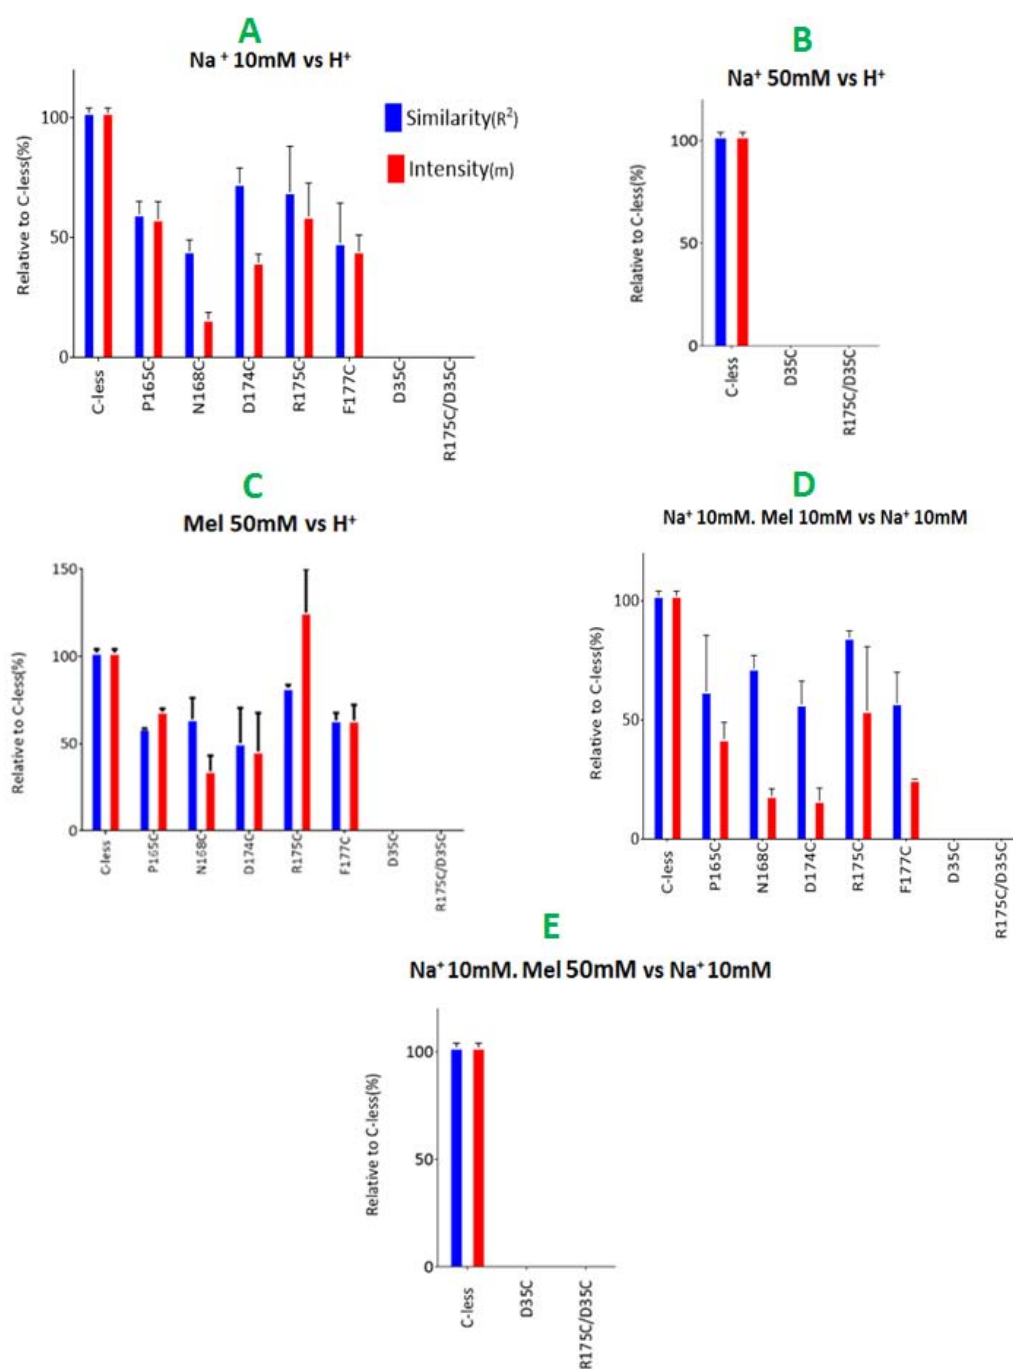 A
Na⁺ 10mM vs H⁺
Relative to C-less(%)
100
50
0
C-less
P165C
N168C
D174C
R175C
F177C
D35C
R175C/D35C
Similarity(R²)
Intensity(m)
B
Na⁺ 50mM vs H⁺
Relative to C-less(%)
100
50
0
C-less
D35C
R175C/D35C
C
Mel 50mM vs H⁺
Relative to C-less(%)
150
100
50
0
C-less
P165C
N168C
D174C
R175C
F177C
D35C
R175C/D35C
D
Na⁺ 10mM. Mel 10mM vs Na⁺ 10mM
Relative to C-less(%)
100
50
0
C-less
P165C
N168C
D174C
R175C
F177C
D35C
R175C/D35C
E
Na⁺ 10mM. Mel 50mM vs Na⁺ 10mM
Relative to C-less(%)
100
50
0
C-less
D35C
R175C/D35C